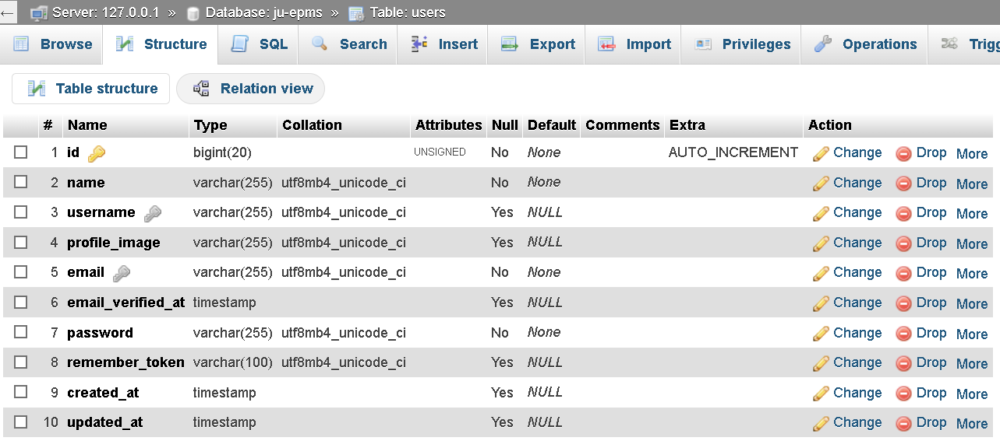 ← Server: 127.0.0.1 » Database: ju-epms » Table: users
Browse Structure SQL Search Insert Export Import Privileges Operations Trigg
Table structure Relation view
# Name Type Collation Attributes Null Default Comments Extra Action
1 id bigint(20) UNSIGNED No None AUTO_INCREMENT Change Drop More
2 name varchar(255) utf8mb4_unicode_ci No None Change Drop More
3 username varchar(255) utf8mb4_unicode_ci Yes NULL Change Drop More
4 profile_image varchar(255) utf8mb4_unicode_ci Yes NULL Change Drop More
5 email varchar(255) utf8mb4_unicode_ci No None Change Drop More
6 email_verified_at timestamp Yes NULL Change Drop More
7 password varchar(255) utf8mb4_unicode_ci No None Change Drop More
8 remember_token varchar(100) utf8mb4_unicode_ci Yes NULL Change Drop More
9 created_at timestamp Yes NULL Change Drop More
10 updated_at timestamp Yes NULL Change Drop More